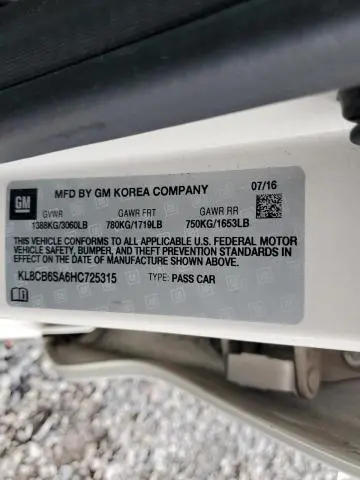 GM
MFD BY GM KOREA COMPANY 07/16
GVWR GAWR FRT GAWR RR
1388KG/3060LB 780KG/1719LB 750KG/1653LB
THIS VEHICLE CONFORMS TO ALL APPLICABLE U.S. FEDERAL MOTOR
VEHICLE SAFETY, BUMPER, AND THEFT PREVENTION STANDARDS IN
EFFECT ON THE DATE OF MANUFACTURE SHOWN ABOVE.
KL8CB6SA6HC725315 TYPE: PASS CAR